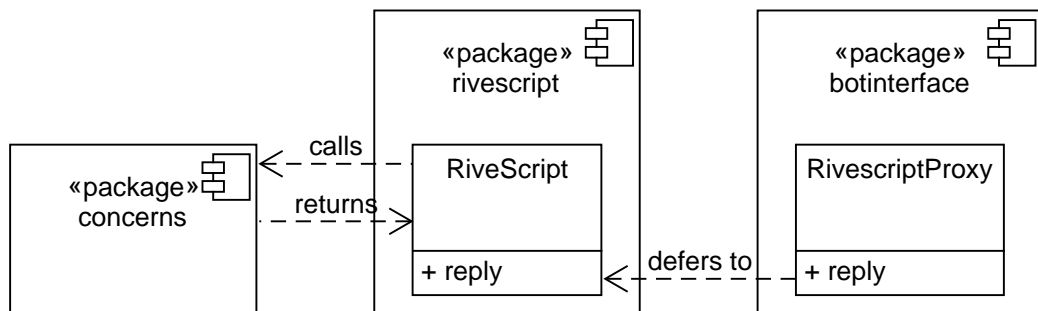 «package»
rivescript
«package»
botinterface
calls
RiveScript
RivescriptProxy
«package»
concerns
returns
defers to
+ reply
+ reply